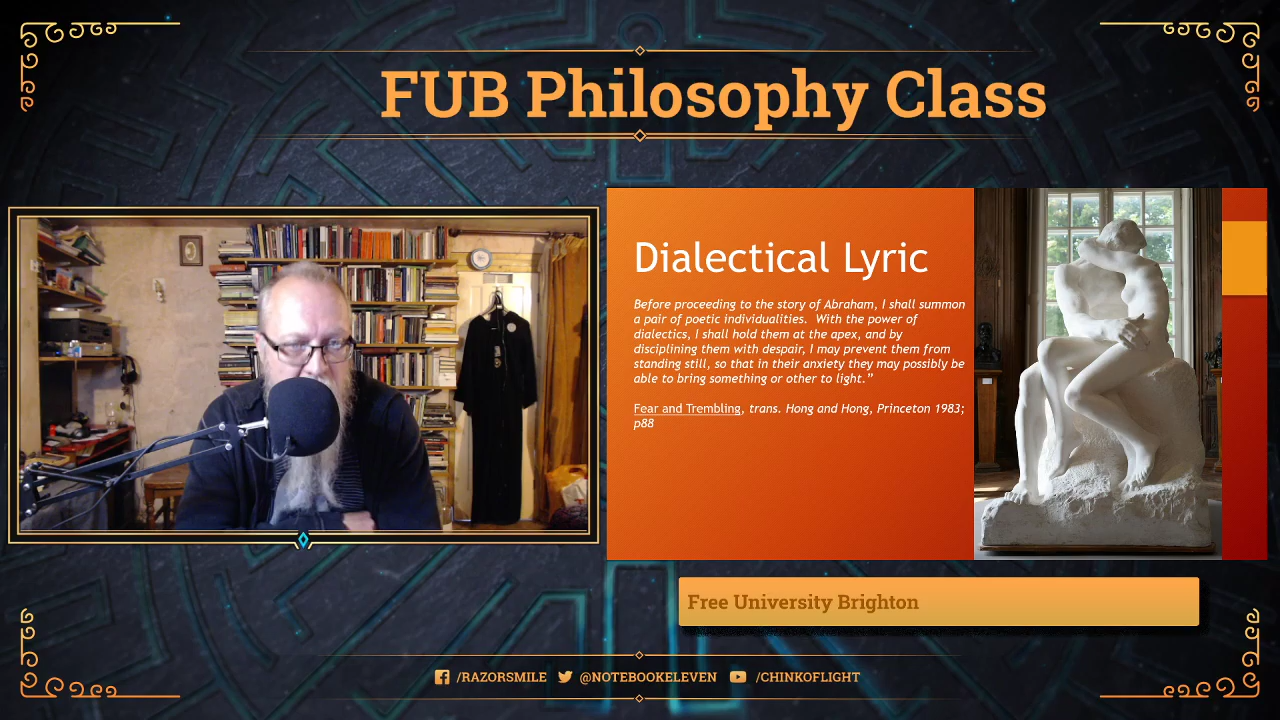 FUB Philosophy Class
Dialectical Lyric
Before proceeding to the story of Abraham, I shall summon
a pair of poetic individualities. With the power of
dialectics, I shall hold them at the apex, and by
disciplining them with despair, I may prevent them from
standing still, so that in their anxiety they may possibly be
able to bring something or other to light.”
Fear and Trembling, trans. Hong and Hong, Princeton 1983;
p88
Free University Brighton
/RAZORSMILE @NOTEBOOKELEVEN /CHINKOFLIGHT